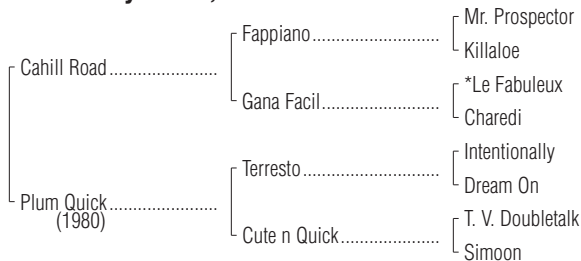 Mr. Prospector
Fappiano
Killaloe
Cahill Road
*Le Fabuleux
Gana Facil
Charedi
Intentionally
Terresto
Dream On
Plum Quick
(1980)
T. V. Doubletalk
Cute n Quick
Simoon